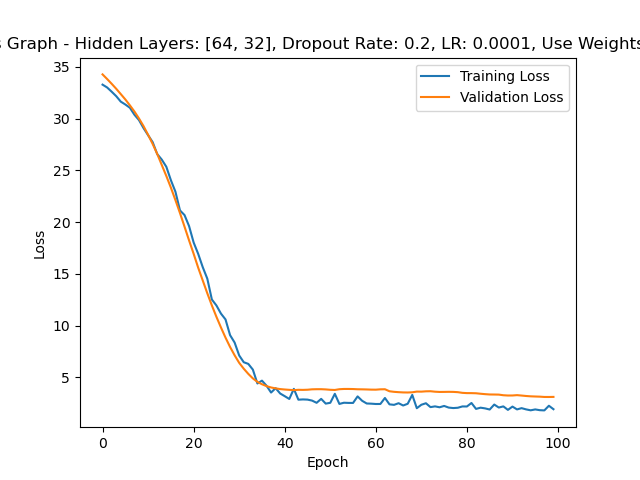 s Graph - Hidden Layers: [64, 32], Dropout Rate: 0.2, LR: 0.0001, Use Weights
Training Loss
Validation Loss
35
30
25
20
15
10
5
Loss
0
20
40
60
80
100
Epoch